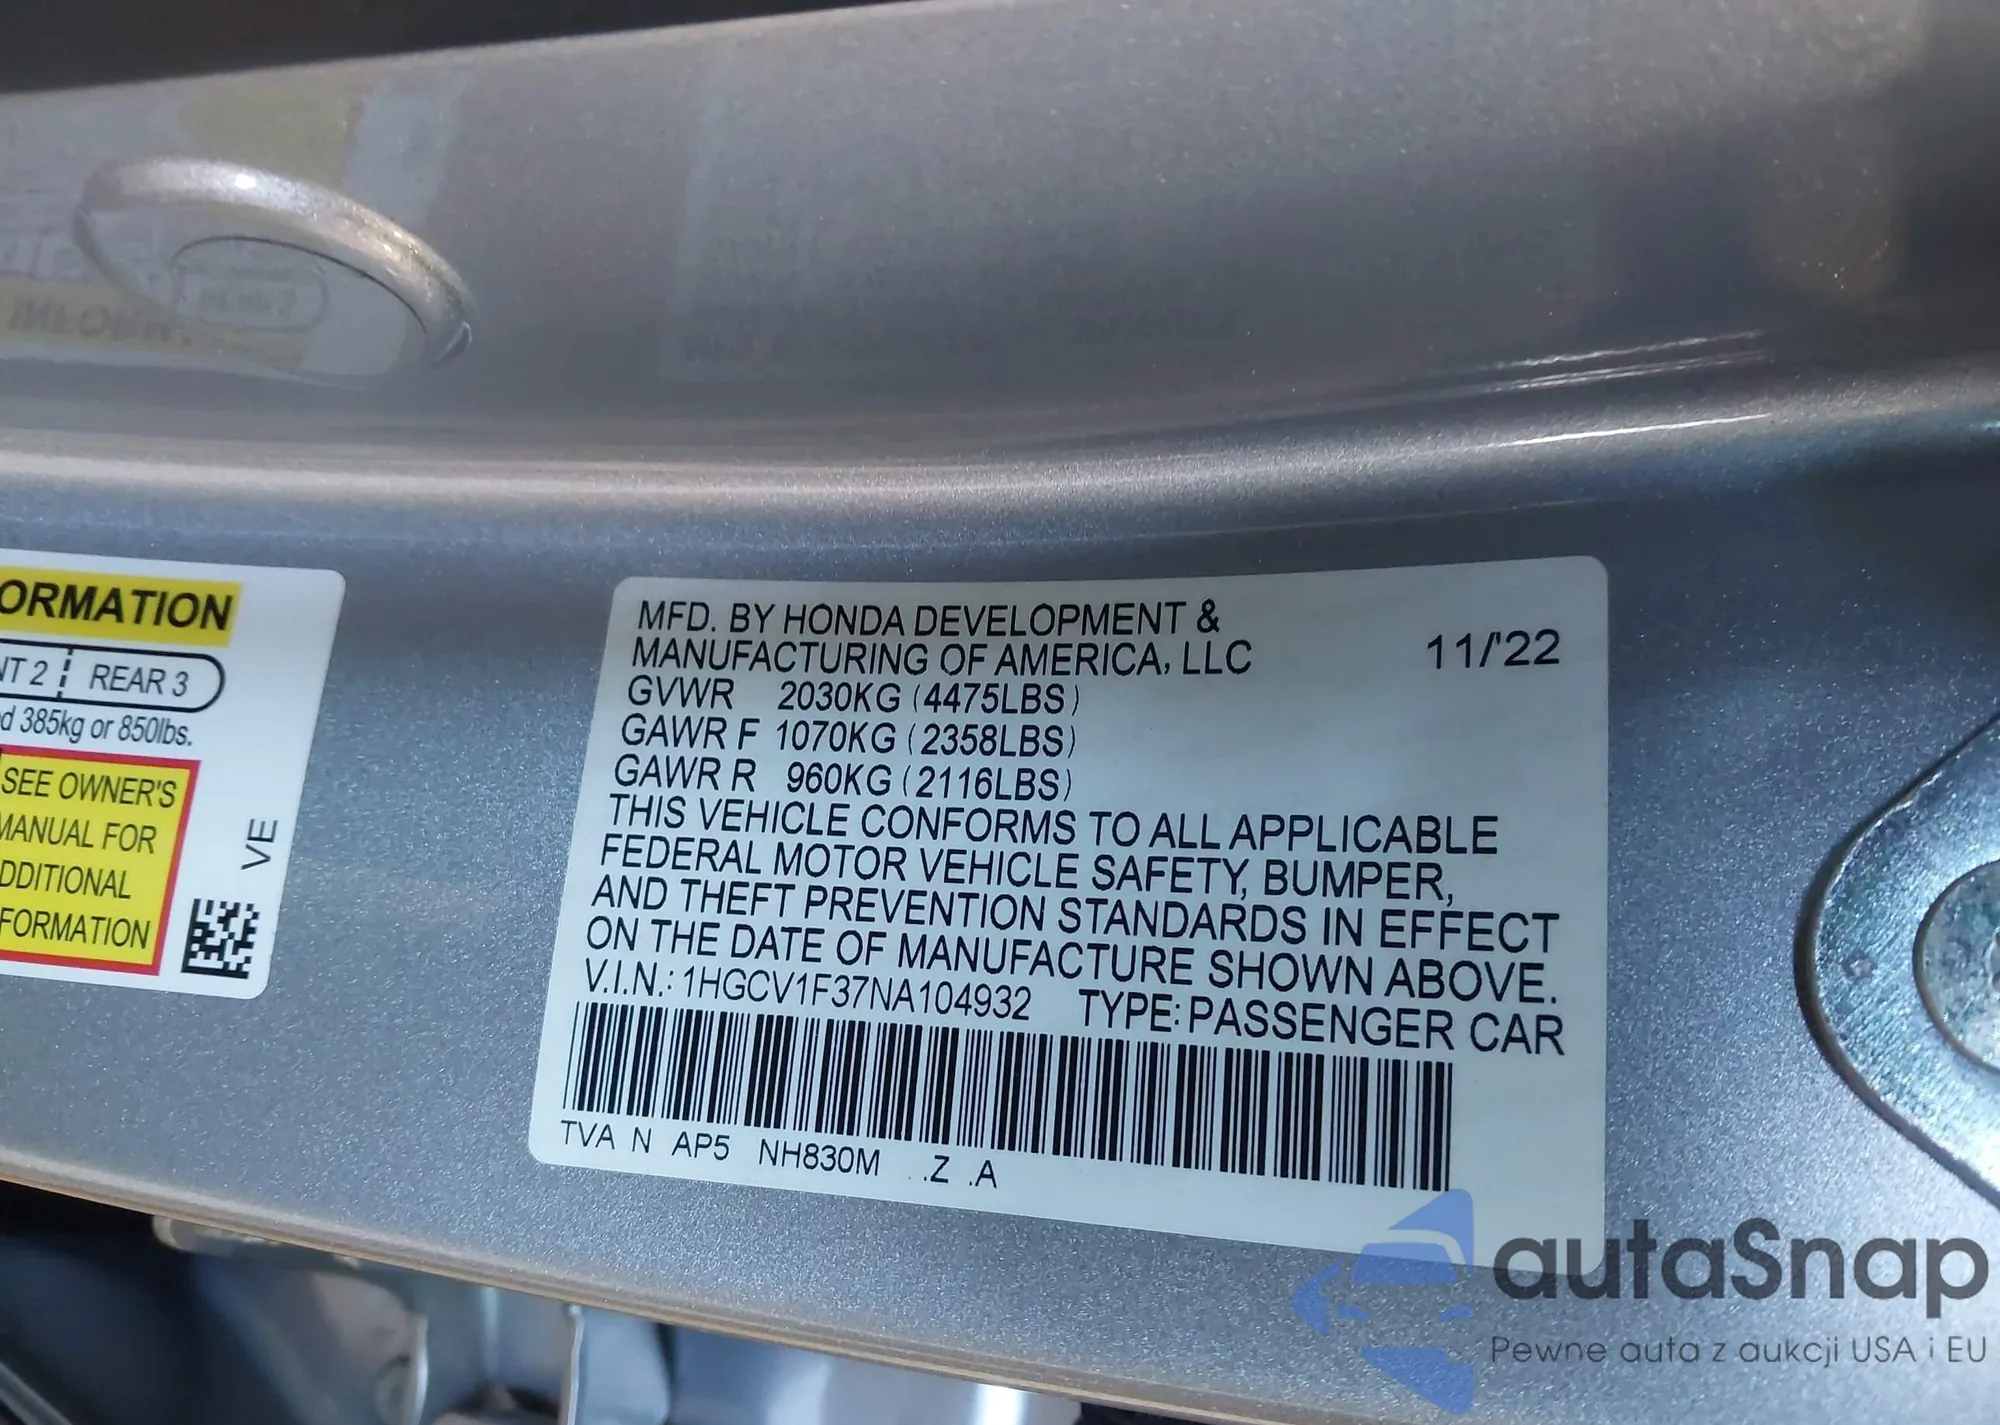 ORMATION
NT 2 REAR 3
d 385kg or 850lbs.
SEE OWNER'S
MANUAL FOR
DDITIONAL
FORMATION
VE
MFD. BY HONDA DEVELOPMENT &
MANUFACTURING OF AMERICA, LLC 11/'22
GVWR 2030KG (4475LBS)
GAWR F 1070KG (2358LBS)
GAWR R 960KG (2116LBS)
THIS VEHICLE CONFORMS TO ALL APPLICABLE
FEDERAL MOTOR VEHICLE SAFETY, BUMPER,
AND THEFT PREVENTION STANDARDS IN EFFECT
ON THE DATE OF MANUFACTURE SHOWN ABOVE.
V.I.N.: 1HGCV1F37NA104932 TYPE: PASSENGER CAR
TVA N AP5 NH830M . .Z .A
autaSnap
Pewne auta z aukcji USA i EU